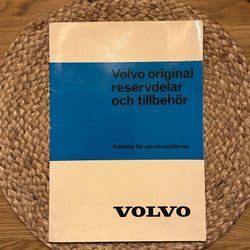 Volvo original
reservdelar
och tillbehör
Katalog för servicestationer
VOLVO